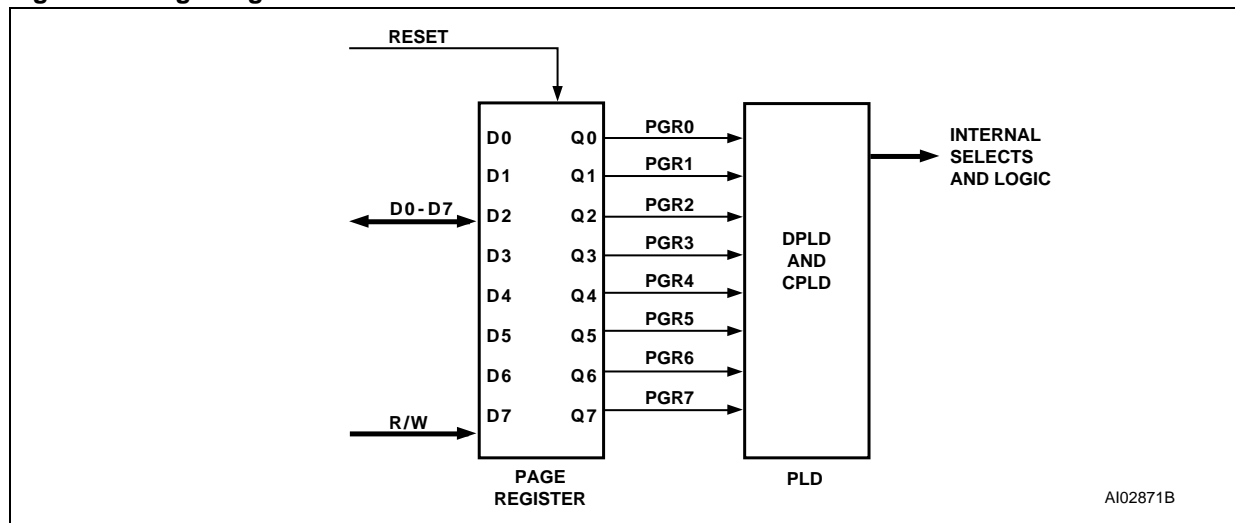 RESET
D0 Q0 PGR0
D1 Q1 PGR1
D0-D7 D2 Q2 PGR2
D3 Q3 PGR3
D4 Q4 PGR4
D5 Q5 PGR5
D6 Q6 PGR6
R/W D7 Q7 PGR7
DPLD
AND
CPLD
INTERNAL
SELECTS
AND LOGIC
PAGE
REGISTER
PLD
AI02871B